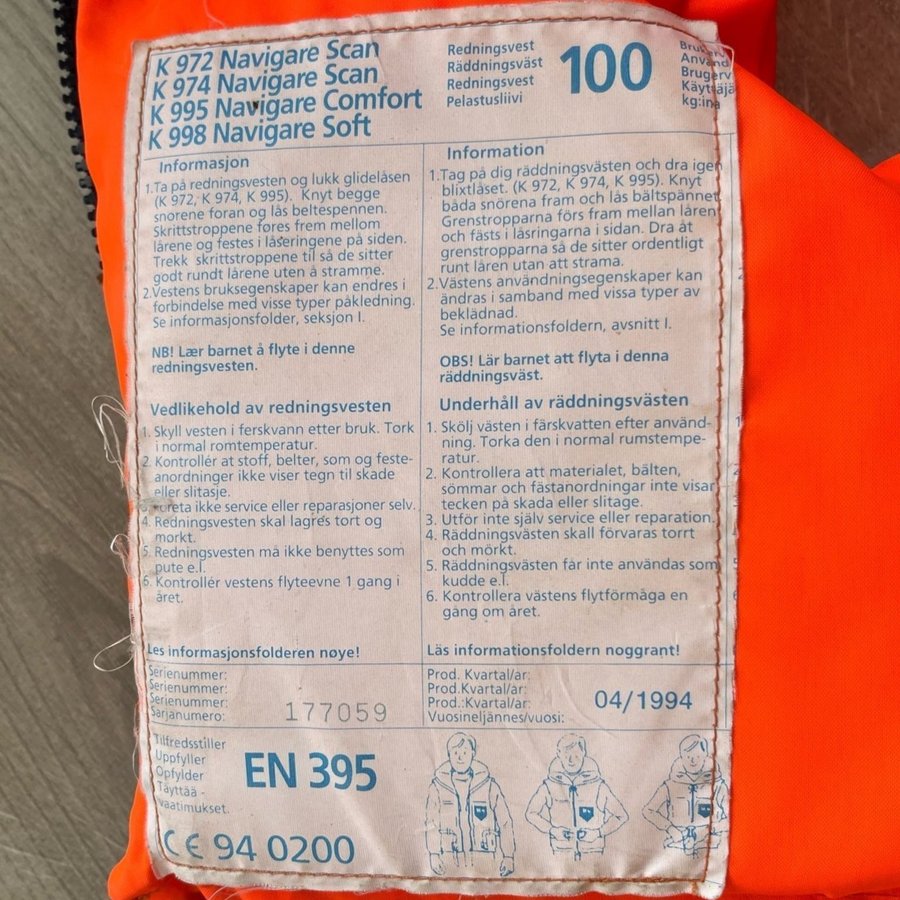 K 972 Navigare Scan
K 974 Navigare Scan
K 995 Navigare Comfort
K 998 Navigare Soft
Redningsvest
Räddningsväst
Redningsvest
Pelastusliivi
100
kg:
Informasjon
1.Ta på redningsvesten og lukk glidelåsen
(K 972, K 974, K 995). Knyt begge
snorene foran og lås beltespennen.
Skrittstroppene føres frem mellom
lårene og festes i låseringene på siden.
Trekk skrittstroppene til så de sitter
godt rundt lårene uten å stramme.
2.Vestens bruksegenskaper kan endres i
forbindelse med visse typer påkledning.
Se informasjonsfolder, seksjon I.
NB! Lær barnet å flyte i denne
redningsvesten.
Vedlikehold av redningsvesten
1. Skyll vesten i ferskvann etter bruk. Tork
i normal romtemperatur.
2. Kontrollér at stoff, belter, som og feste-
anordninger ikke viser tegn til skade
eller slitasje.
ikke service eller reparasjoner selv.
4. Redningsvesten skal lagres tort og
morkt.
5. Redningsvesten må ikke benyttes som
pute e.l.
6. Kontrollér vestens flyteevne 1 gang i
året.
Les informasjonsfolderen nøye!
Information
1.Tag på dig räddningsvästen och dra igen
blixtlåset. (K 972, K 974, K 995). Knyt
båda snörena fram och lås bältspännet.
Grenstropparna förs fram mellan låren
och fästs i låsringarna i sidan. Dra åt
grenstropparna så de sitter ordentligt
runt låren utan att strama.
2.Västens användningsegenskaper kan
ändras i samband med vissa typer av
beklädnad.
Se informationsfoldern, avsnitt I.
OBS! Lär barnet att flyta i denna
räddningsväst.
Underhåll av räddningsvästen
1. Skölj västen i färskvatten efter använd-
ning. Torka den i normal rumstempe-
ratur.
2. Kontrollera att materialet, bälten,
sömmar och fästanordningar inte visar
tecken på skada eller slitage.
3. Utför inte själv service eller reparation.
4. Räddningsvästen skall förvaras torrt
och mörkt.
5. Räddningsvästen får inte användas som
kudde e.l.
6. Kontrollera västens flytförmåga en
gång om året.
Läs informationsfoldern noggrant!
Serienummer:
Serienummer:
Serienummer:
Sarjanumero:
177059
Prod. Kvartal/ar:
Prod.Kvartal/ar:
Prod.:Kvartal/ar:
Vuosineljännes/vuosi:
04/1994
Tilfredsstiller
Uppfyller
Opfylder
Täyttää -
vaatimukset.
EN 395
CE 94 0200